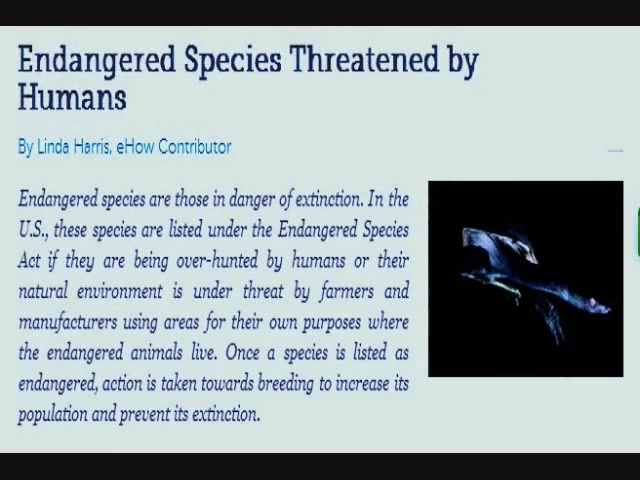 Endangered Species Threatened by
Humans
By Linda Harris, eHow Contributor
Endangered species are those in danger of extinction. In the
U.S., these species are listed under the Endangered Species
Act if they are being over-hunted by humans or their
natural environment is under threat by farmers and
manufacturers using areas for their own purposes where
the endangered animals live. Once a species is listed as
endangered, action is taken towards breeding to increase its
population and prevent its extinction.